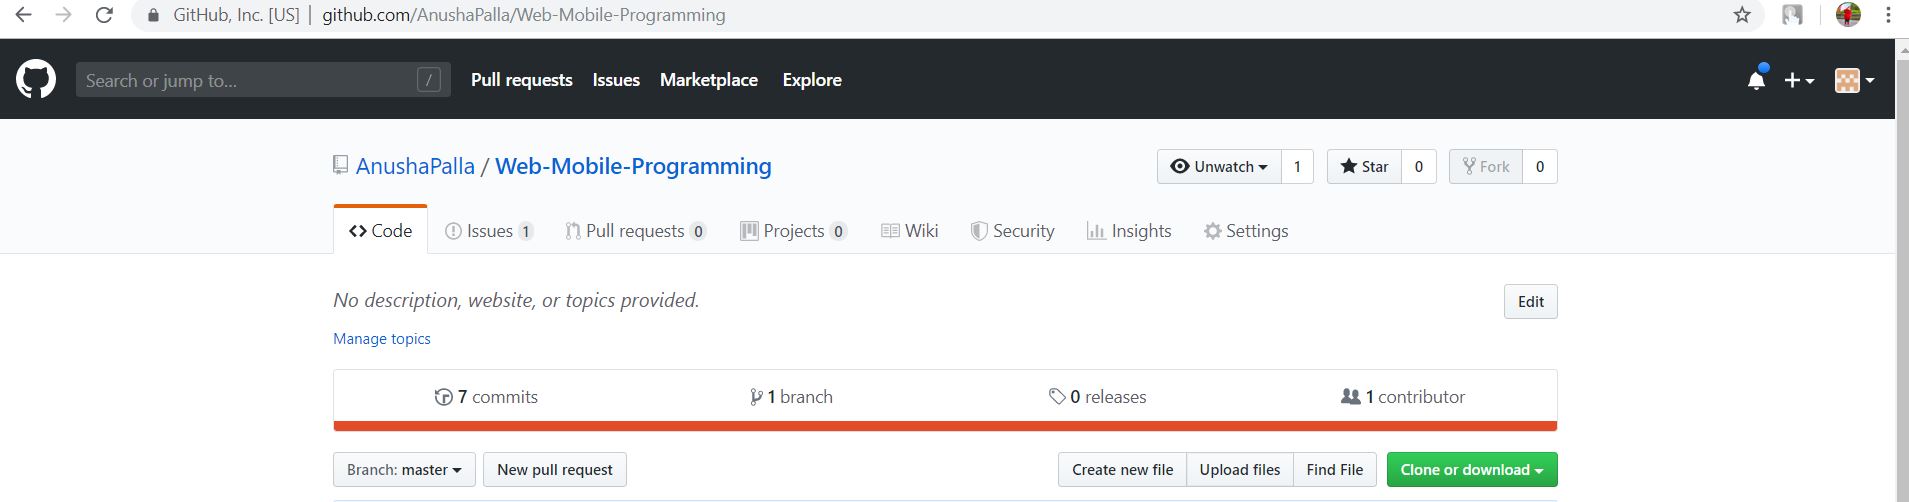 GitHub, Inc. [US] | github.com/AnushaPalla/Web-Mobile-Programming
Search or jump to... / Pull requests Issues Marketplace Explore
AnushaPalla / Web-Mobile-Programming Unwatch 1 Star 0 Fork 0
Code Issues 1 Pull requests 0 Projects 0 Wiki Security Insights Settings
No description, website, or topics provided. Edit
Manage topics
7 commits 1 branch 0 releases 1 contributor
Branch: master New pull request Create new file Upload files Find File Clone or download